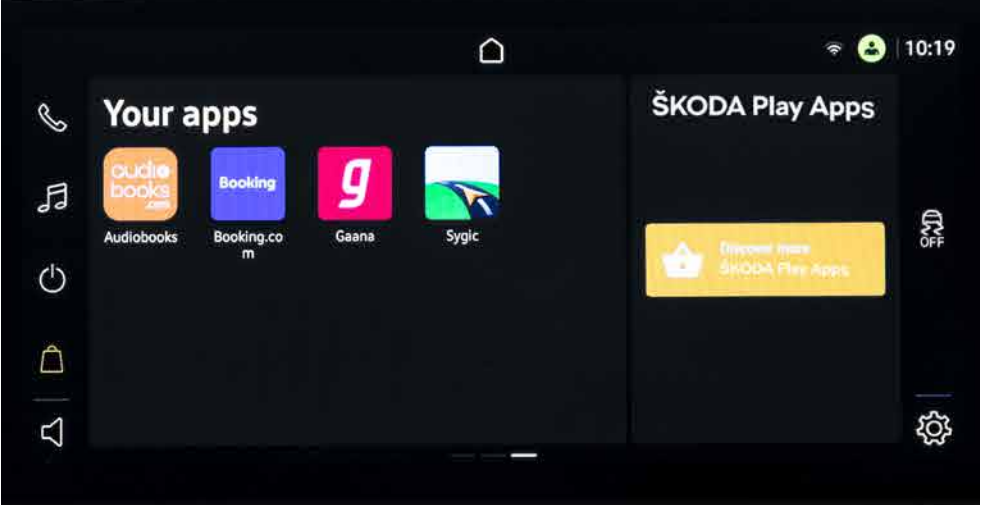 10:19
Your apps
ŠKODA Play Apps
audio
books
.com
Booking
g
Audiobooks
Booking.co
m
Gaana
Sygic
Discover more
ŠKODA Play Apps
OFF